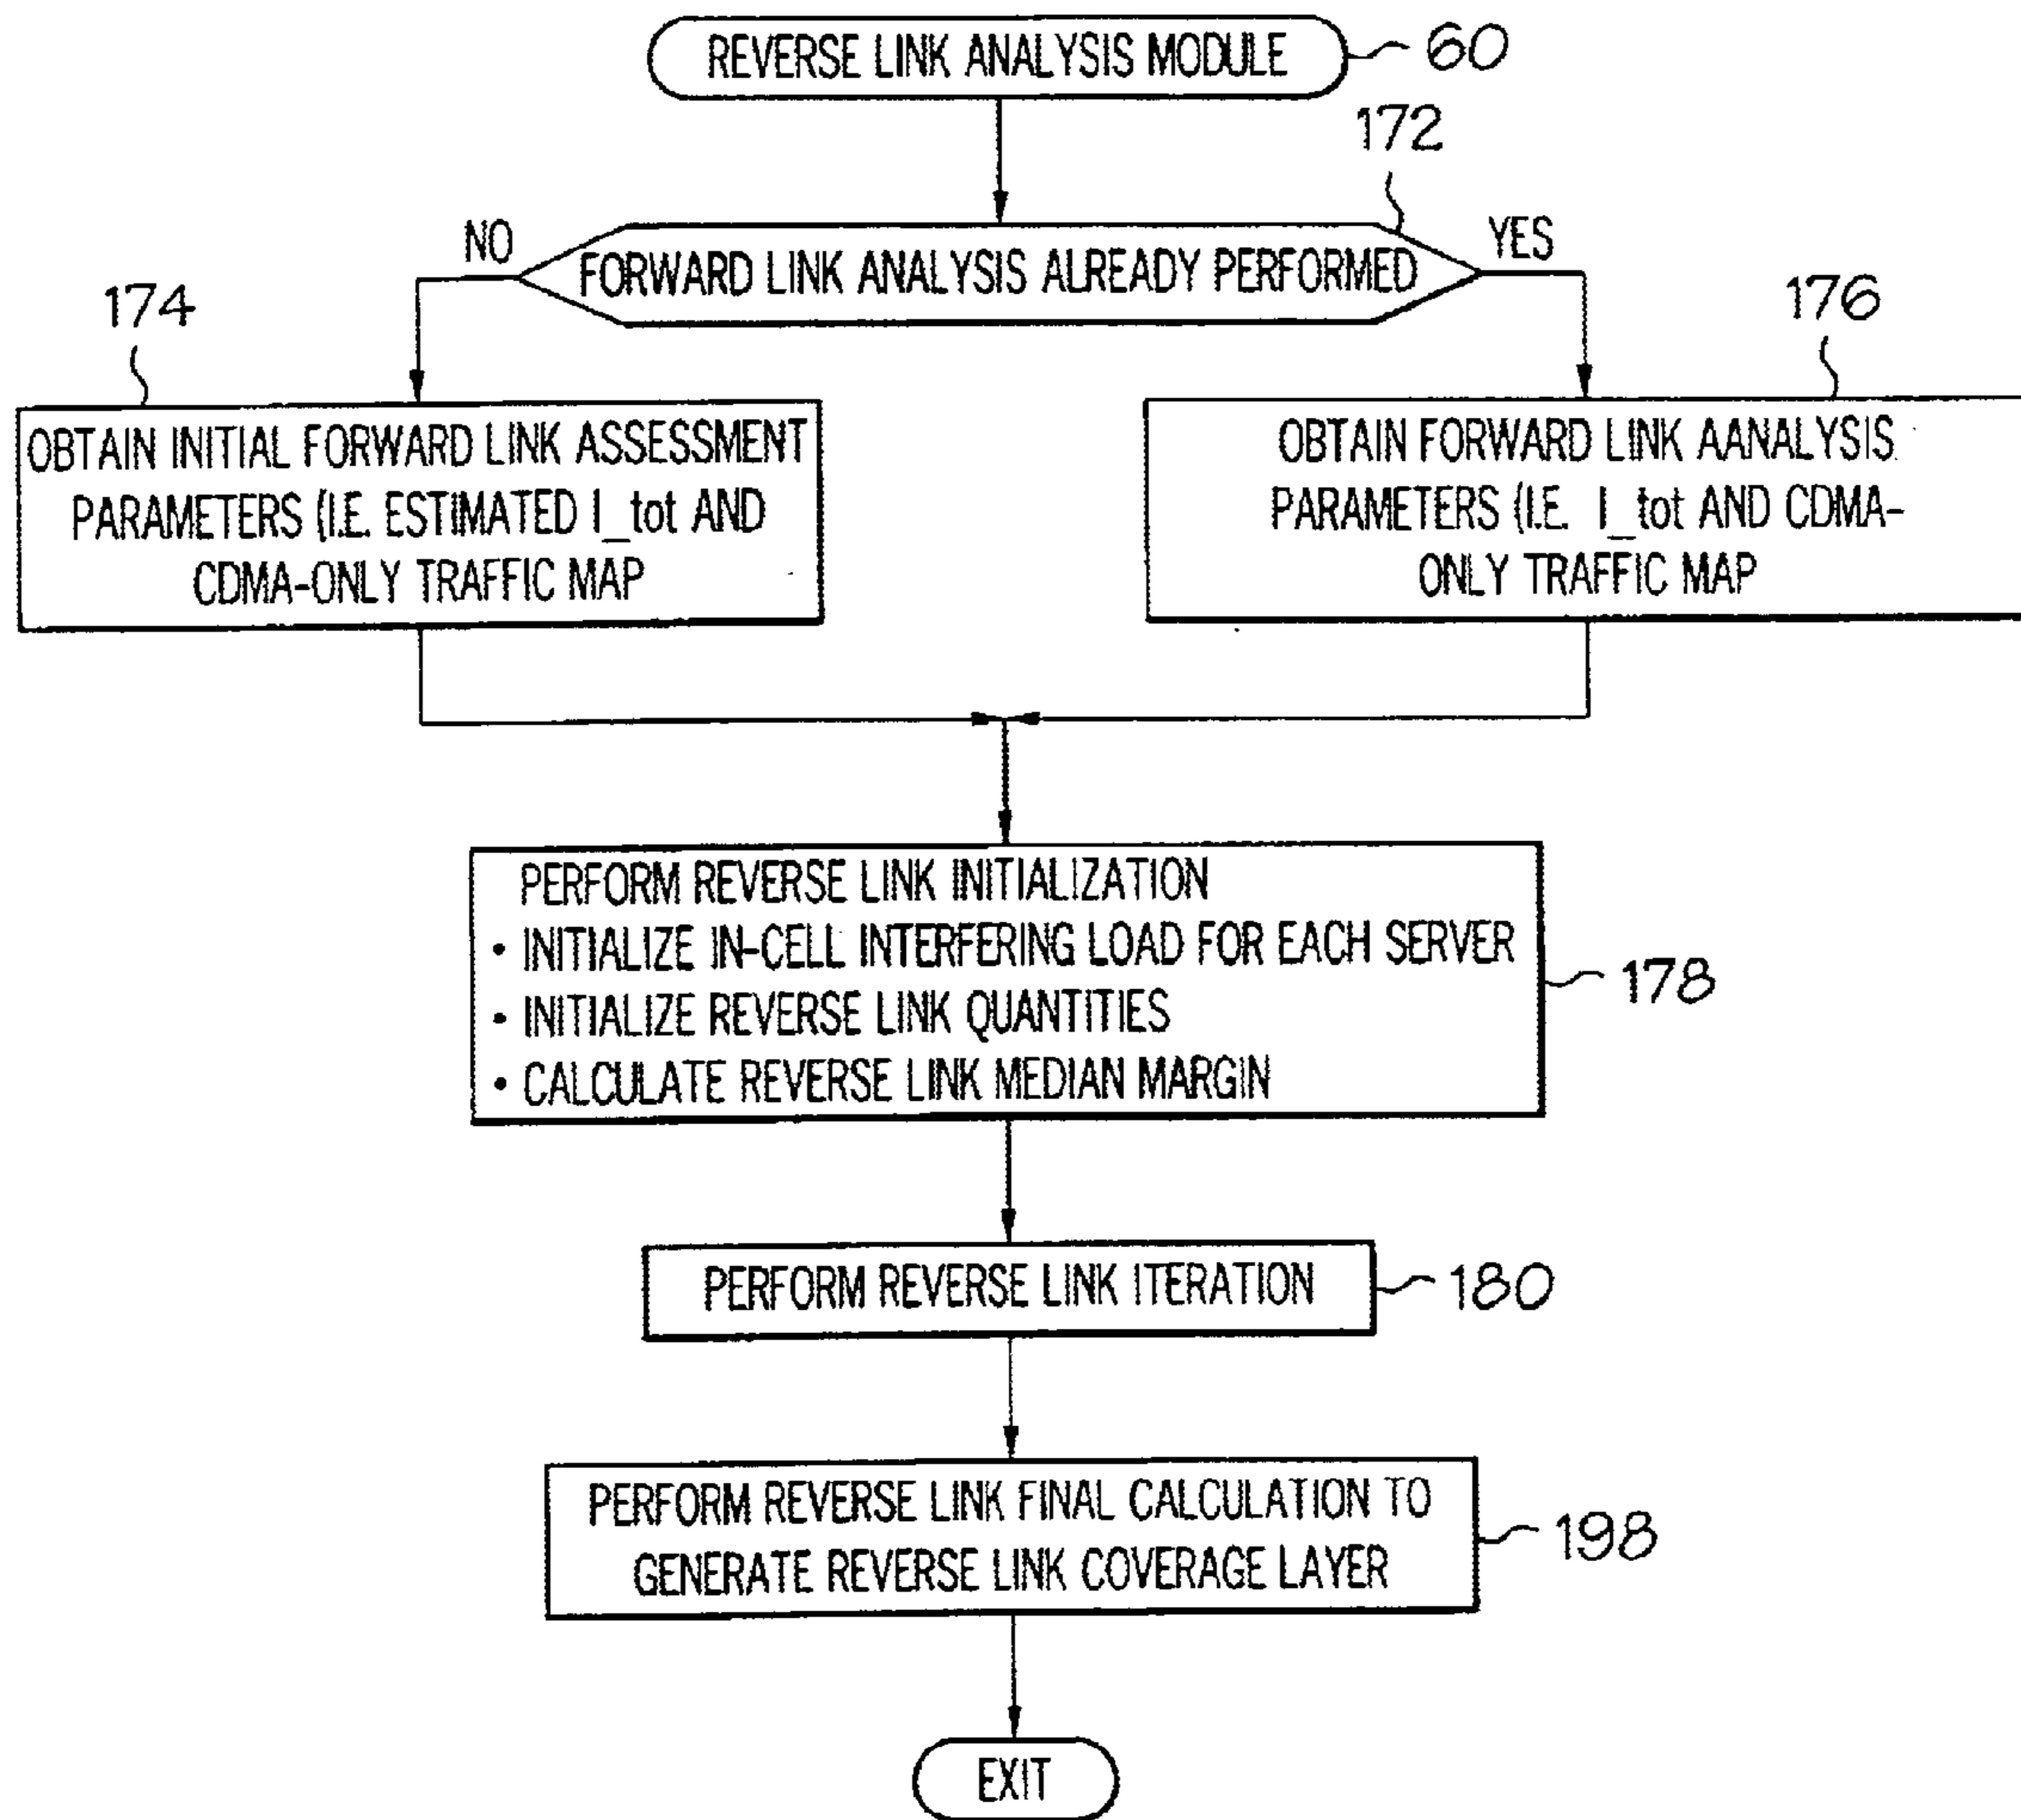 REVERSE LINK ANALYSIS MODULE
60
172
NO
FORWARD LINK ANALYSIS ALREADY PERFORMED
YES
174
176
OBTAIN INITIAL FORWARD LINK ASSESSMENT
PARAMETERS (I.E. ESTIMATED I_tot AND
CDMA-ONLY TRAFFIC MAP
OBTAIN FORWARD LINK AANALYSIS
PARAMETERS (I.E. I_tot AND CDMA-
ONLY TRAFFIC MAP
PERFORM REVERSE LINK INITIALIZATION
• INITIALIZE IN-CELL INTERFERING LOAD FOR EACH SERVER
• INITIALIZE REVERSE LINK QUANTITIES
• CALCULATE REVERSE LINK MEDIAN MARGIN
178
PERFORM REVERSE LINK ITERATION
180
PERFORM REVERSE LINK FINAL CALCULATION TO
GENERATE REVERSE LINK COVERAGE LAYER
198
EXIT